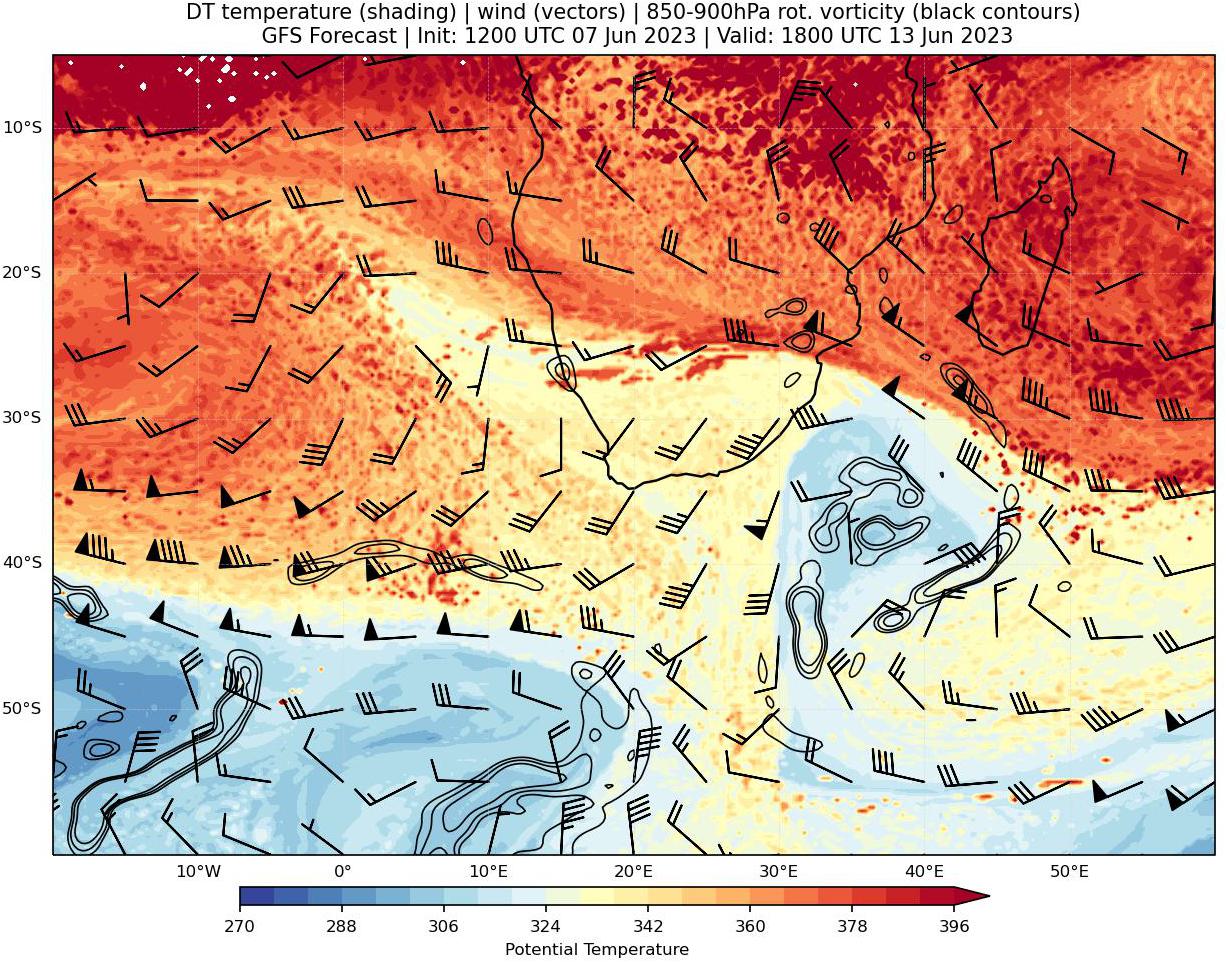 DT temperature (shading) | wind (vectors) | 850-900hPa rot. vorticity (black contours)
GFS Forecast | Init: 1200 UTC 07 Jun 2023 | Valid: 1800 UTC 13 Jun 2023
10°S
20°S
30°S
40°S
50°S
10°W 0° 10°E 20°E 30°E 40°E 50°E
270 288 306 324 342 360 378 396
Potential Temperature